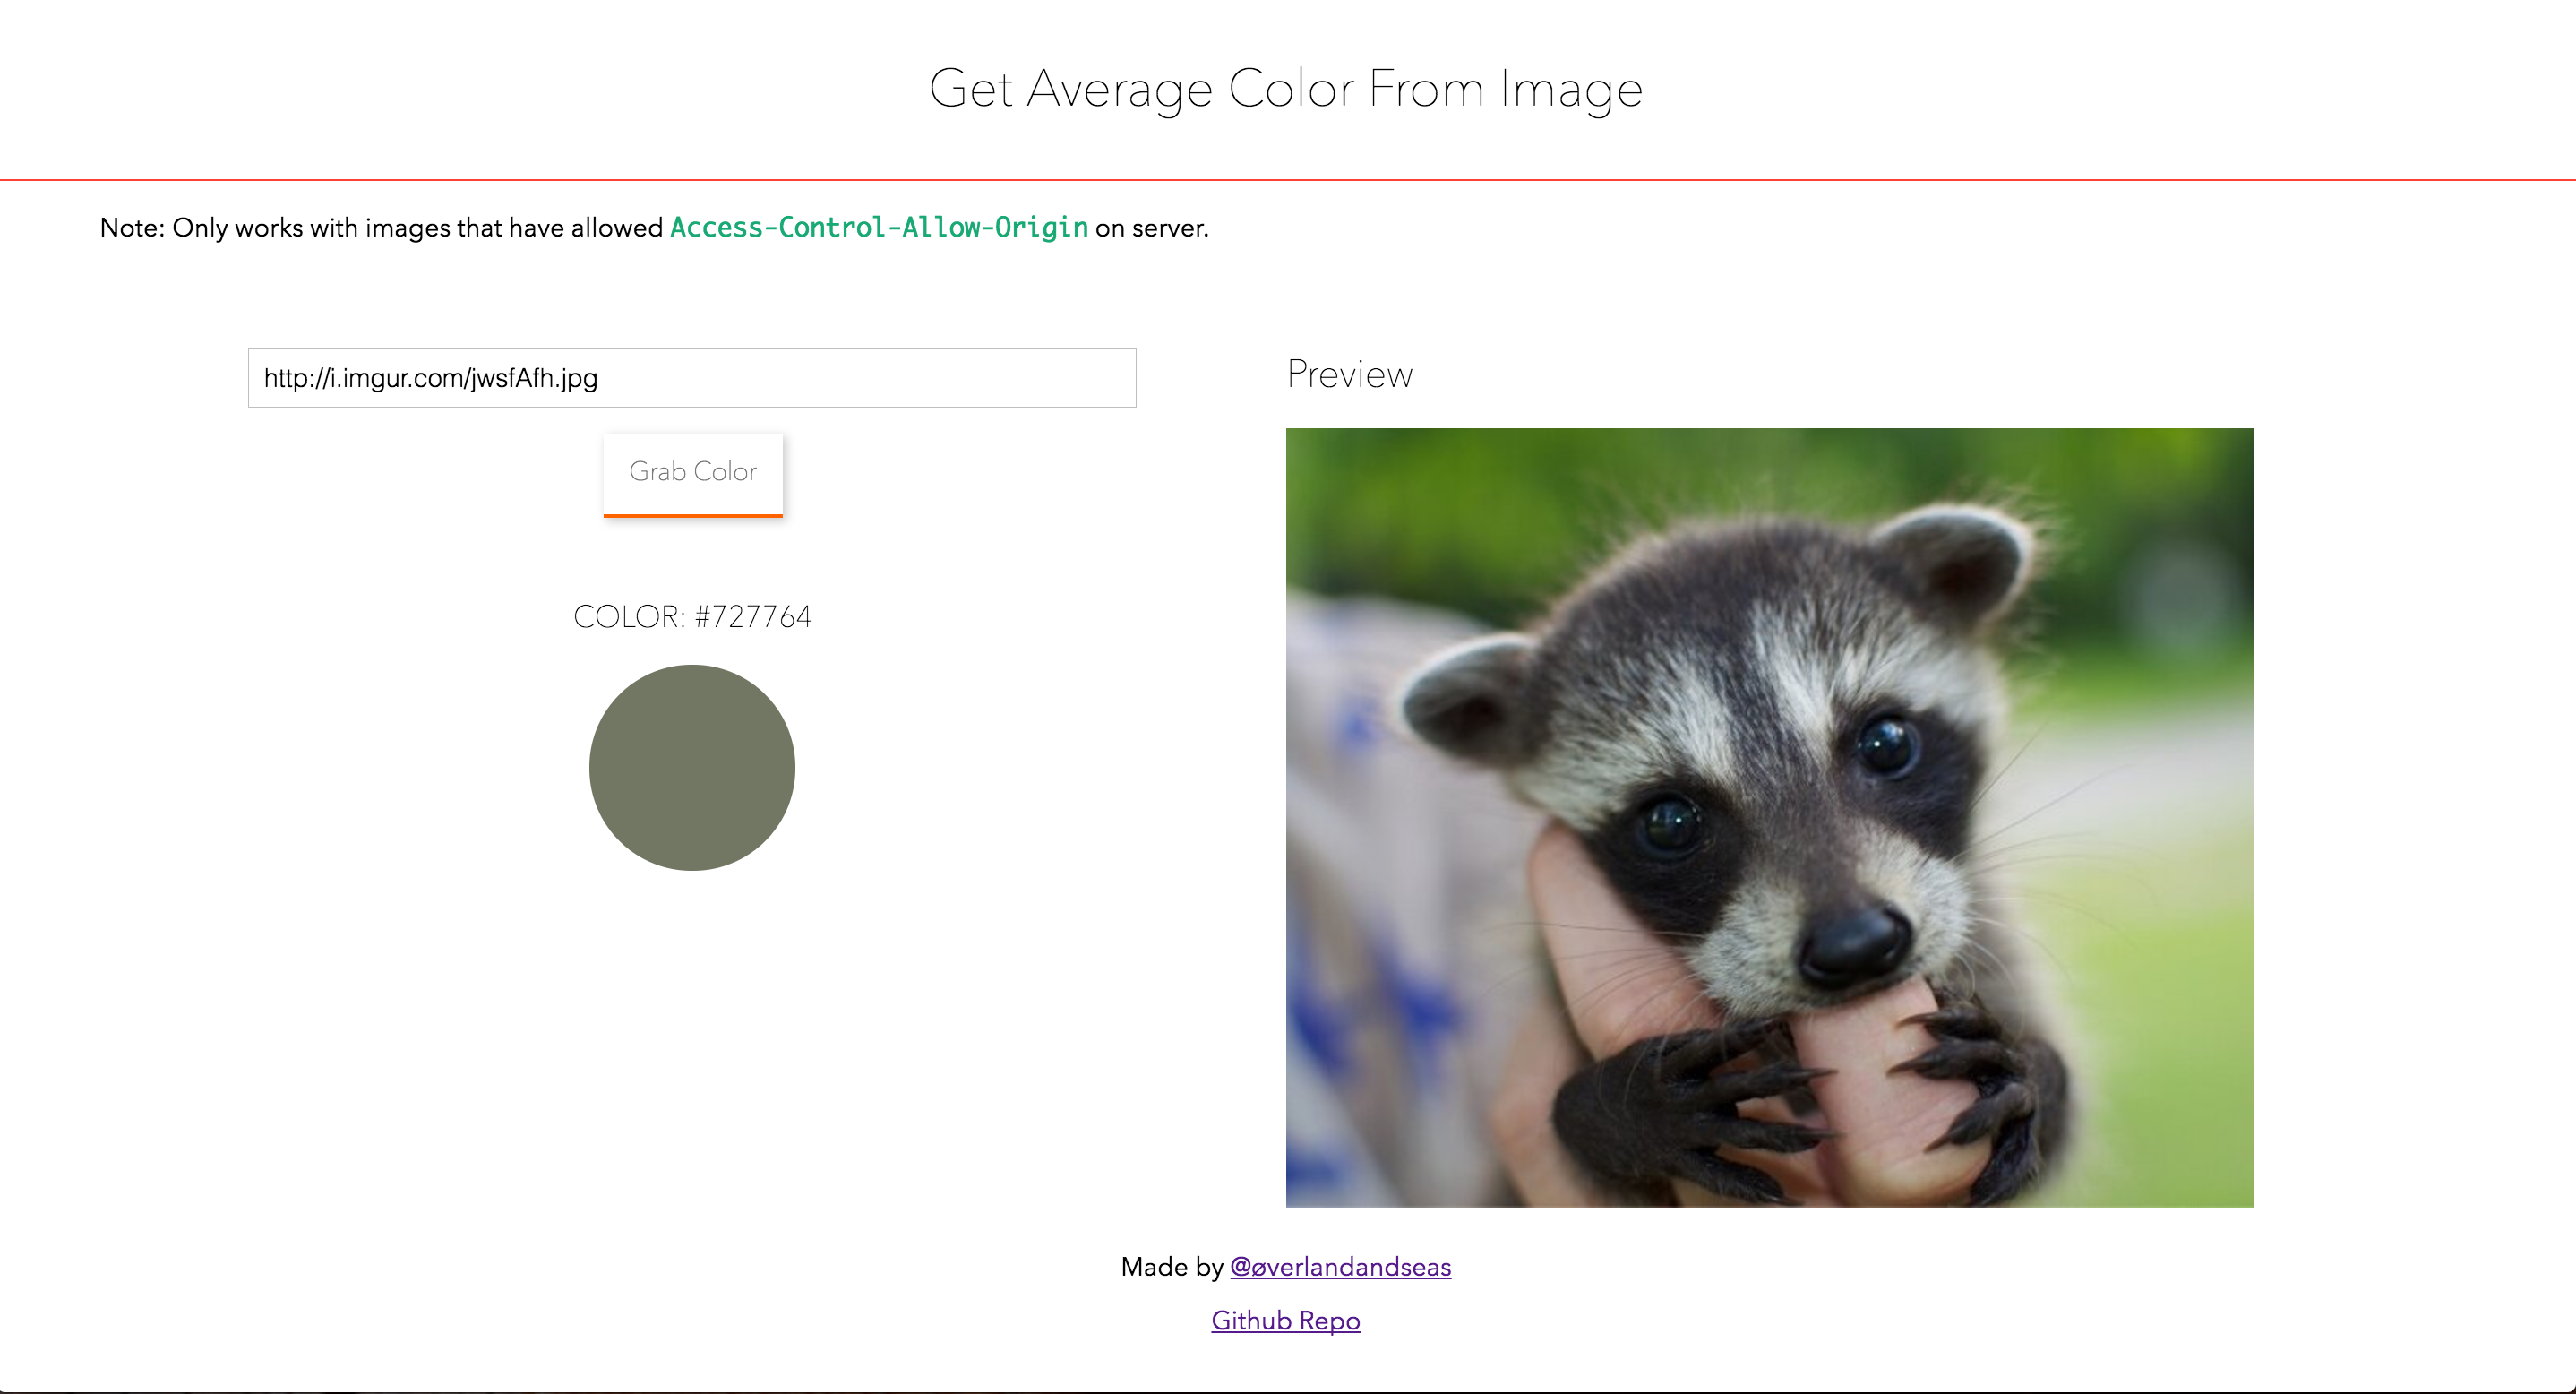 Get Average Color From Image
Note: Only works with images that have allowed Access-Control-Allow-Origin on server.
http://i.imgur.com/jwsfAfh.jpg
Grab Color
COLOR: #727764
Preview
Made by @øverlandandseas
Github Repo